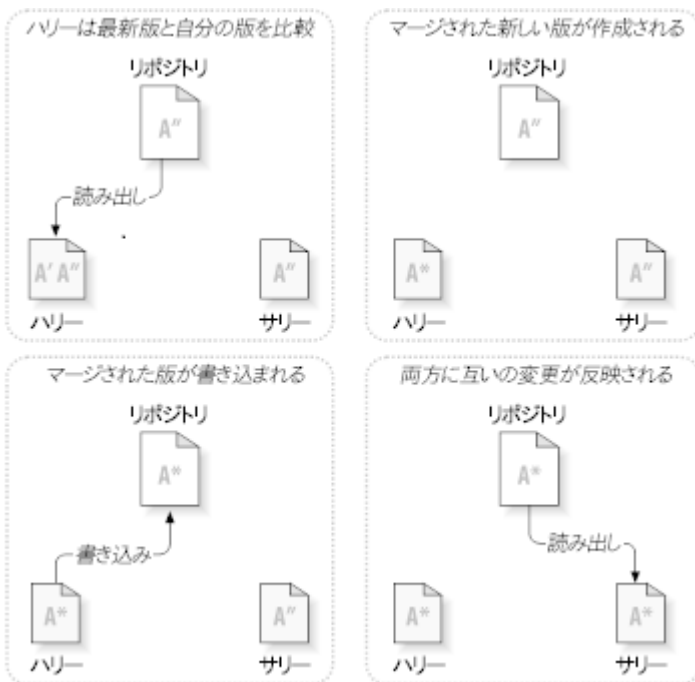 ハリーは最新版と自分の版を比較
リポジトリ
A"
読み出し
A' A"
A"
ハリー
サリー
マージされた新しい版が作成される
リポジトリ
A"
A*
A"
ハリー
サリー
マージされた版が書き込まれる
リポジトリ
A*
書き込み
A*
A"
ハリー
サリー
両方に互いの変更が反映される
リポジトリ
A*
読み出し
A*
A*
ハリー
サリー